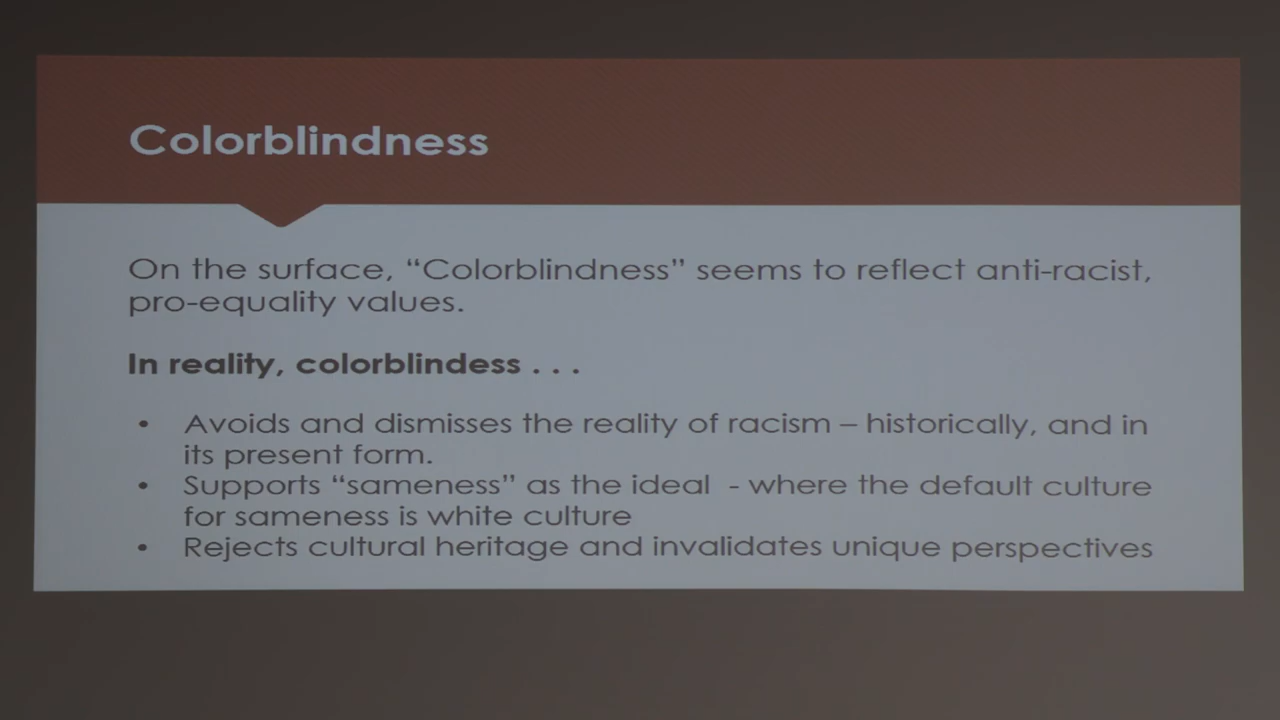 Colorblindness
On the surface, “Colorblindness” seems to reflect anti-racist,
pro-equality values.
In reality, colorblindess . . .
• Avoids and dismisses the reality of racism – historically, and in
its present form.
• Supports “sameness” as the ideal - where the default culture
for sameness is white culture
• Rejects cultural heritage and invalidates unique perspectives